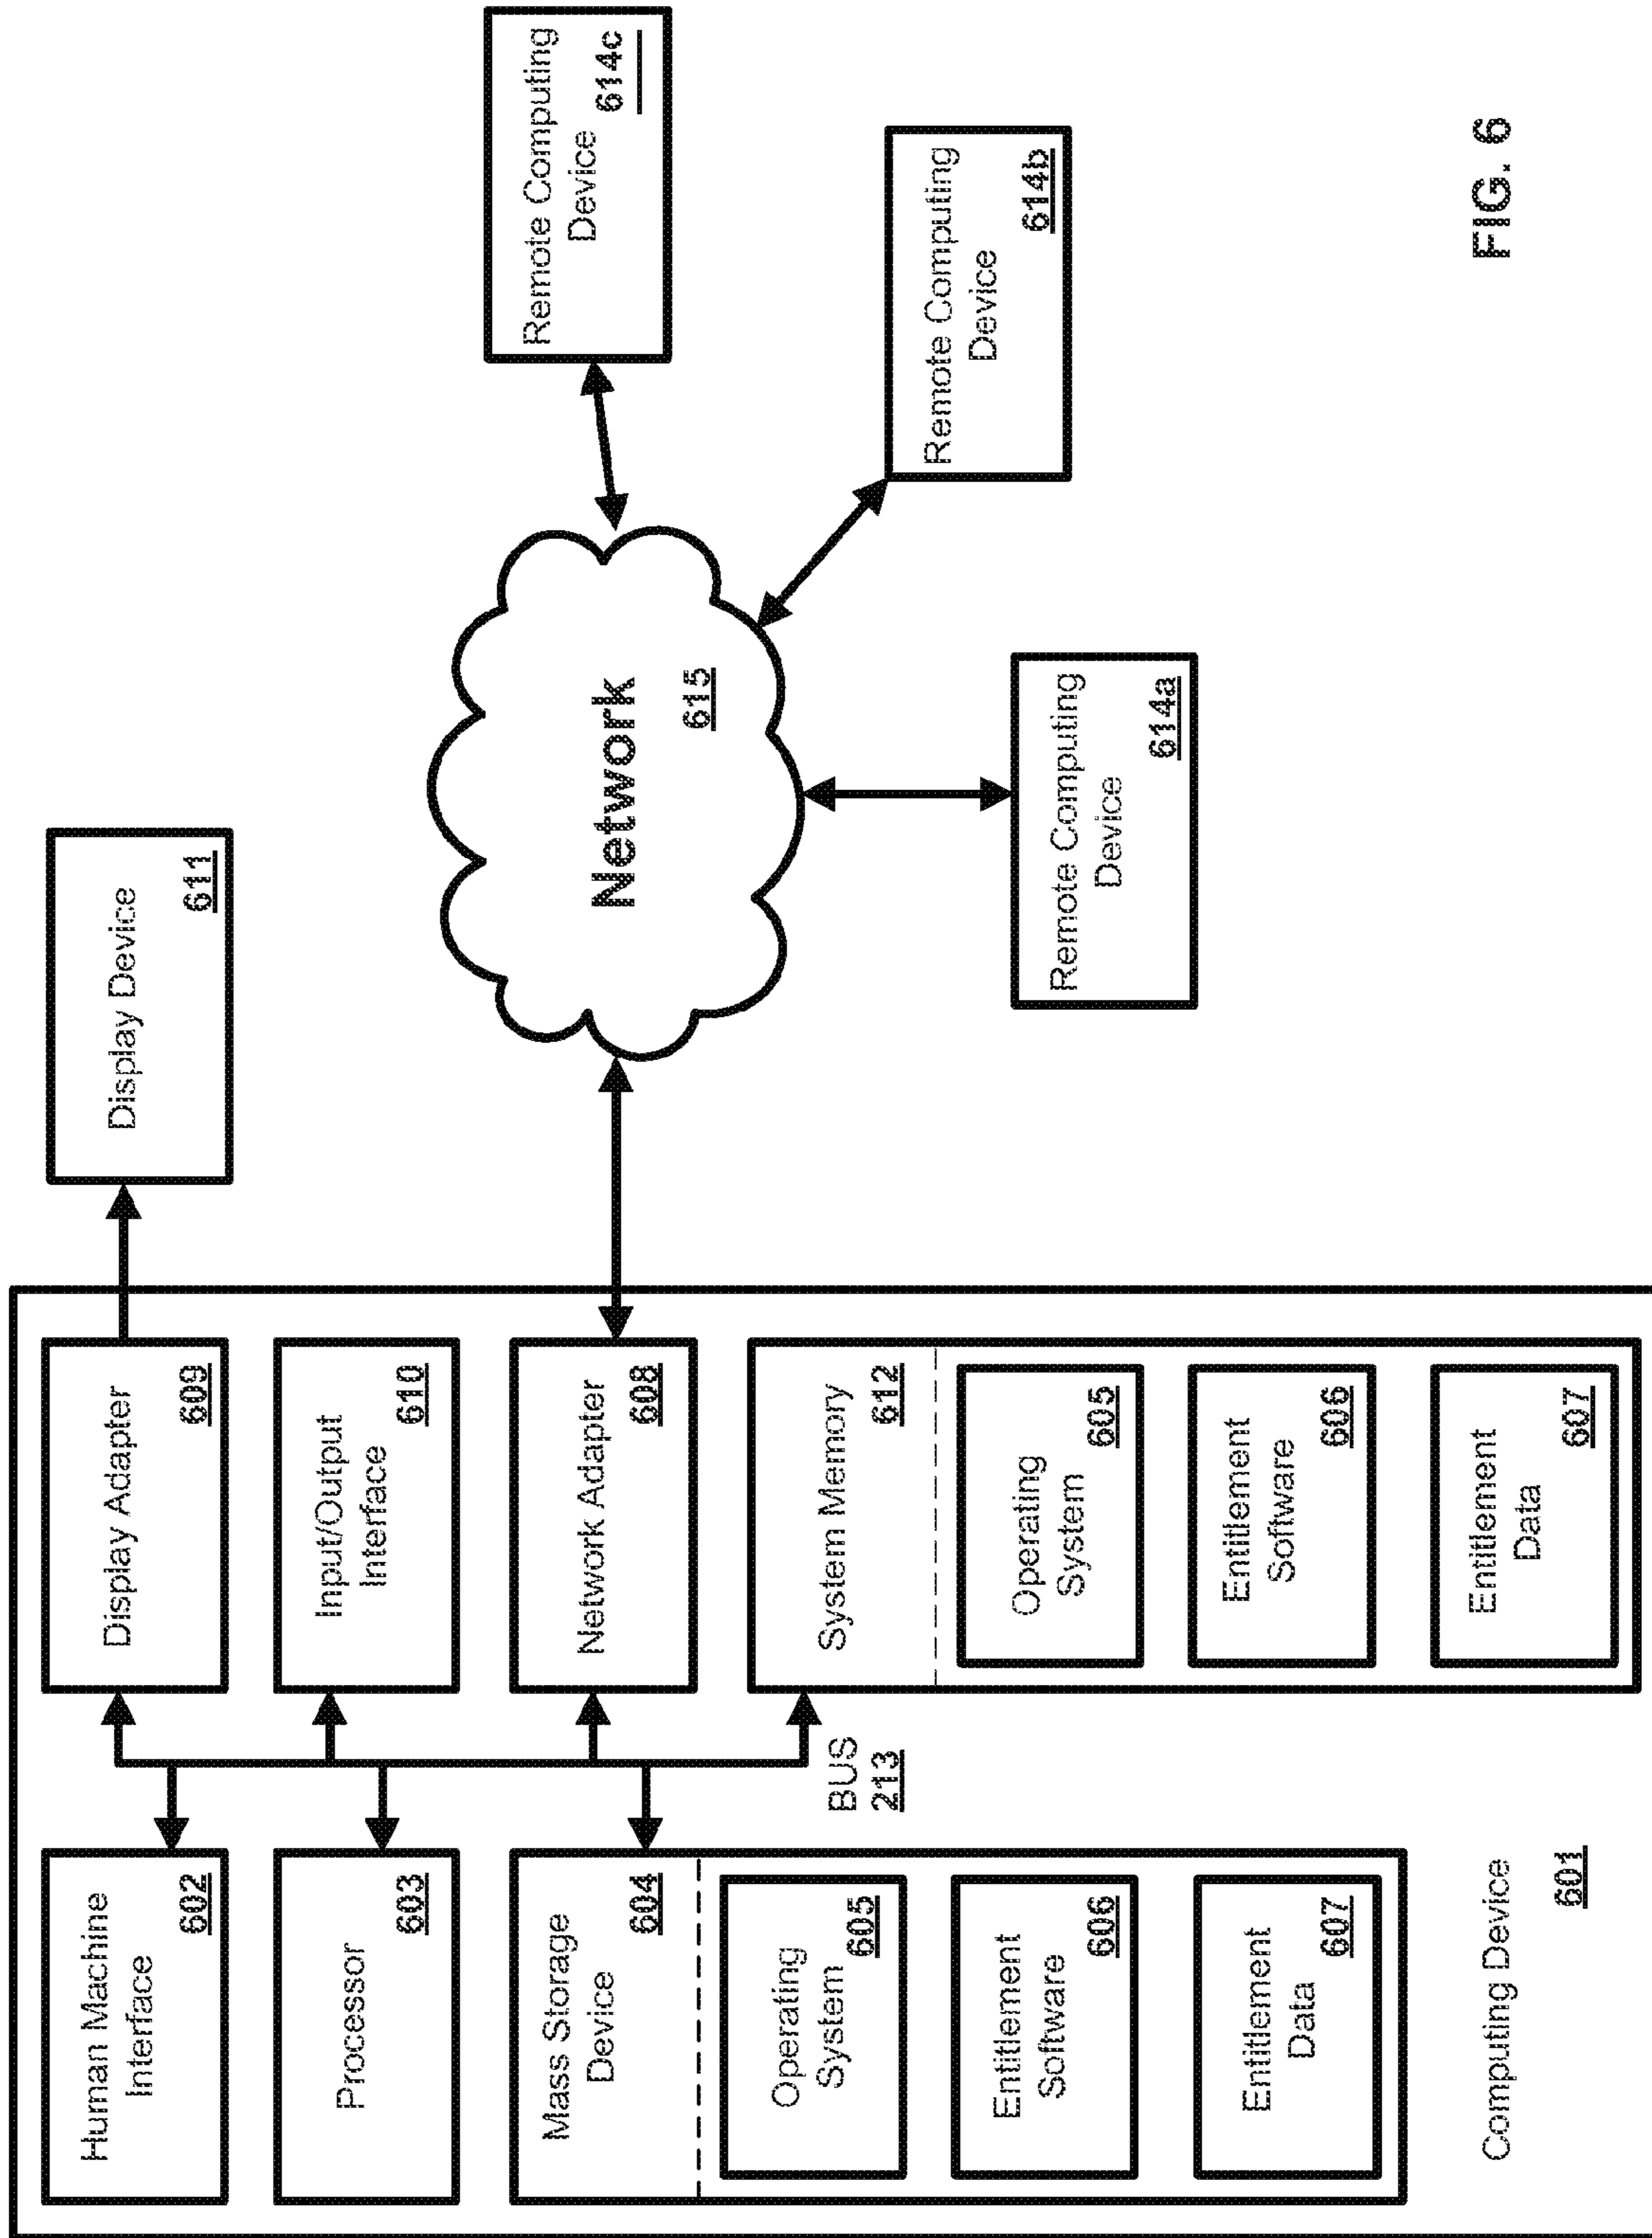 Human Machine
Interface
602
Processor
603
Mass Storage
Device
604
Operating
System
605
Entitlement
Software
606
Entitlement
Data
607
Computing Device
601
BUS
213
Display Adapter
609
Input/Output
Interface
610
Network Adapter
608
System Memory
612
Operating
System
605
Entitlement
Software
606
Entitlement
Data
607
Display Device
611
Network
615
Remote Computing
Device
614a
Remote Computing
Device
614b
Remote Computing
Device
614c
FIG. 6